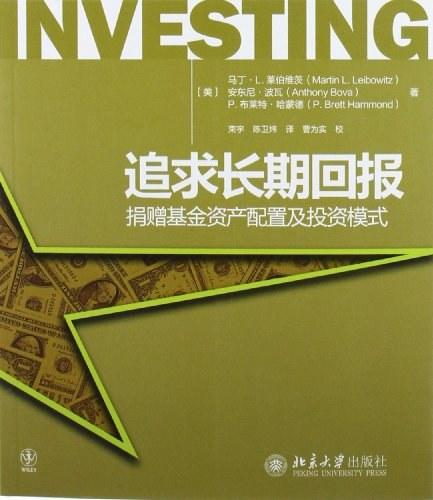 INVESTING
马丁·L. 莱伯维茨（Martin L. Leibowitz）
【美】 安东尼·波瓦（Anthony Bova） 著
P. 布莱特·哈蒙德（P. Brett Hammond）
束宇 陈卫炜 译 曹为实 校
追求长期回报
捐赠基金资产配置及投资模式
北京大学出版社
PEKING UNIVERSITY PRESS